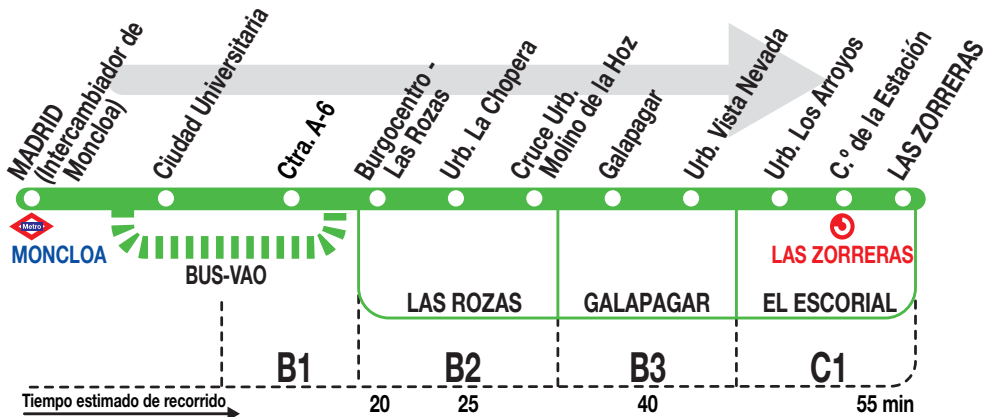 MADRID
(Intercambiador de
Moncloa)
Ciudad Universitaria
Ctra. A-6
Burgocentro -
Las Rozas
Urb. La Chopera
Cruce Urb.
Molino de la Hoz
Galapagar
Urb. Vista Nevada
Urb. Los Arroyos
C.º de la Estación
LAS ZORRERAS
Metro
MONCLOA
BUS-VAO
LAS ZORRERAS
LAS ROZAS
GALAPAGAR
EL ESCORIAL
B1
B2
B3
C1
Tiempo estimado de recorrido
20
25
40
55 min